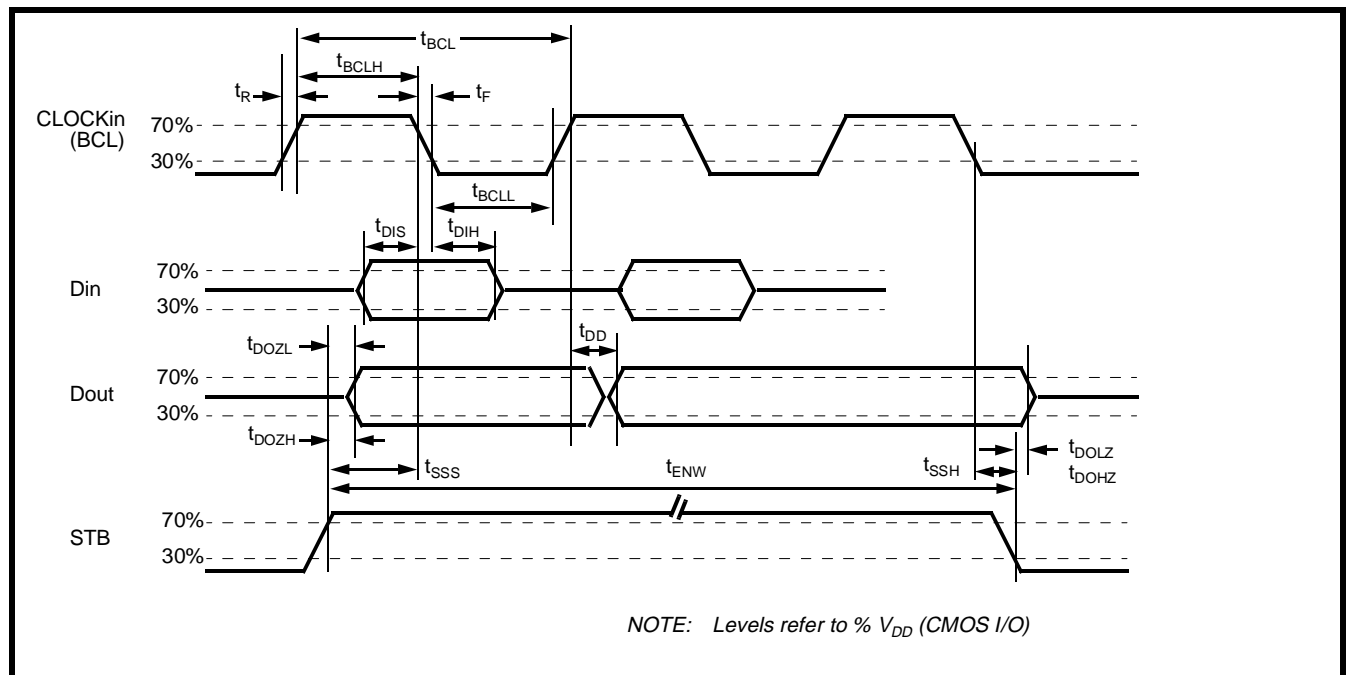 tBCL
tBCLH
tR
tF
CLOCKin
(BCL)
70%
30%
tBCLL
tDIS
tDIH
Din
70%
30%
tDOZL
tDD
Dout
70%
30%
tDOZH
tSSS
tENW
tSSH
tDOLZ
tDOHZ
STB
70%
30%
NOTE: Levels refer to % VDD (CMOS I/O)